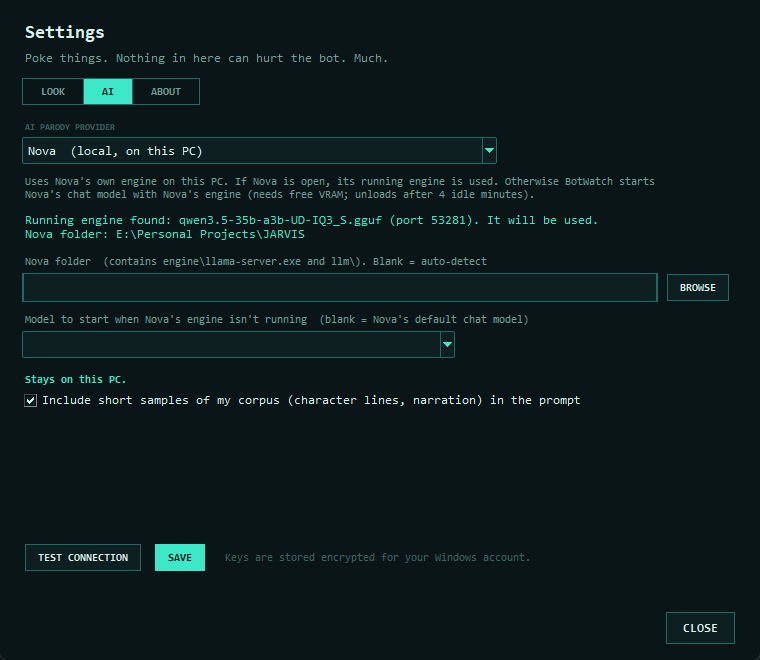 Settings
Poke things. Nothing in here can hurt the bot. Much.
LOOK AI ABOUT
AI PARODY PROVIDER
Nova (local, on this PC)
Uses Nova's own engine on this PC. If Nova is open, its running engine is used. Otherwise BotWatch starts
Nova's chat model with Nova's engine (needs free VRAM; unloads after 4 idle minutes).
Running engine found: qwen3.5-35b-a3b-UD-IQ3_S.gguf (port 53281). It will be used.
Nova folder: E:\Personal Projects\JARVIS
Nova folder (contains engine\llama-server.exe and llm\). Blank = auto-detect
BROWSE
Model to start when Nova's engine isn't running (blank = Nova's default chat model)
Stays on this PC.
Include short samples of my corpus (character lines, narration) in the prompt
TEST CONNECTION SAVE Keys are stored encrypted for your Windows account.
CLOSE